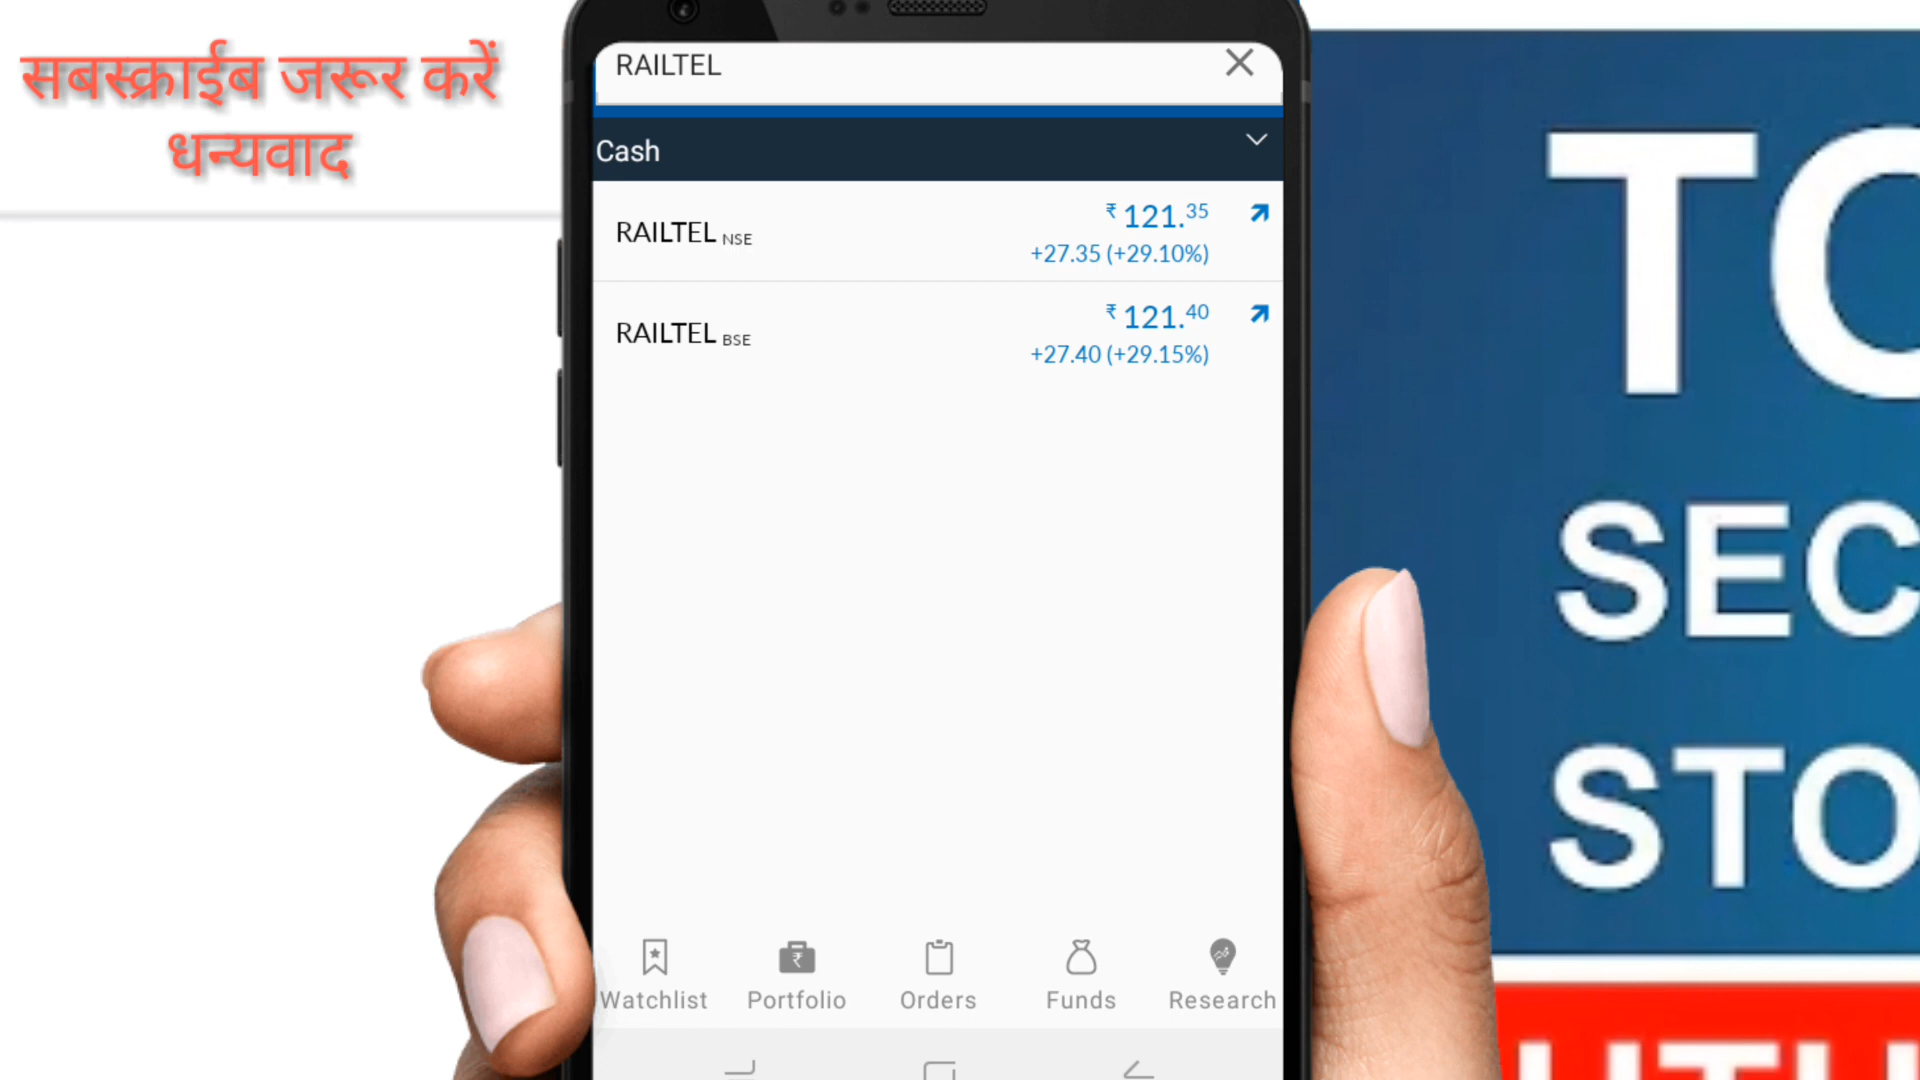 सबस्क्राईब जरूर करें
धन्यवाद
RAILTEL
Cash
RAILTEL NSE
₹ 121.35
+27.35 (+29.10%)
RAILTEL BSE
₹ 121.40
+27.40 (+29.15%)
Watchlist Portfolio Orders Funds Research
SEC
STO